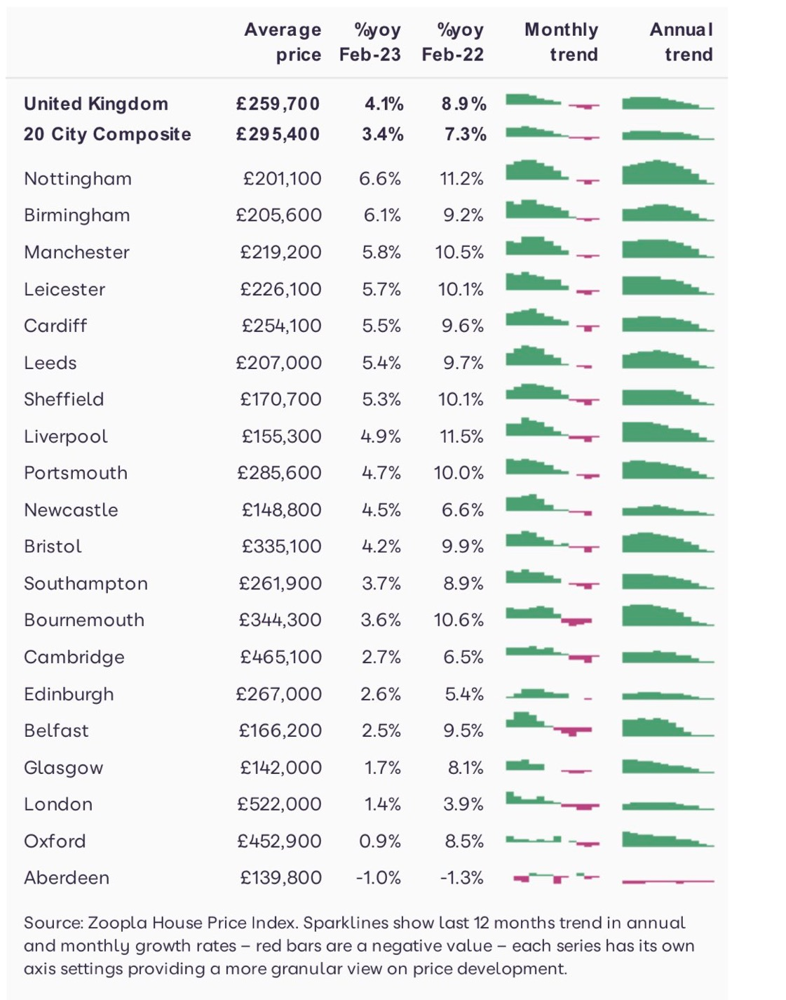 Average price %yoy Feb-23 %yoy Feb-22 Monthly trend Annual trend
United Kingdom £259,700 4.1% 8.9%
20 City Composite £295,400 3.4% 7.3%
Nottingham £201,100 6.6% 11.2%
Birmingham £205,600 6.1% 9.2%
Manchester £219,200 5.8% 10.5%
Leicester £226,100 5.7% 10.1%
Cardiff £254,100 5.5% 9.6%
Leeds £207,000 5.4% 9.7%
Sheffield £170,700 5.3% 10.1%
Liverpool £155,300 4.9% 11.5%
Portsmouth £285,600 4.7% 10.0%
Newcastle £148,800 4.5% 6.6%
Bristol £335,100 4.2% 9.9%
Southampton £261,900 3.7% 8.9%
Bournemouth £344,300 3.6% 10.6%
Cambridge £465,100 2.7% 6.5%
Edinburgh £267,000 2.6% 5.4%
Belfast £166,200 2.5% 9.5%
Glasgow £142,000 1.7% 8.1%
London £522,000 1.4% 3.9%
Oxford £452,900 0.9% 8.5%
Aberdeen £139,800 -1.0% -1.3%
Source: Zoopla House Price Index. Sparklines show last 12 months trend in annual
and monthly growth rates – red bars are a negative value – each series has its own
axis settings providing a more granular view on price development.